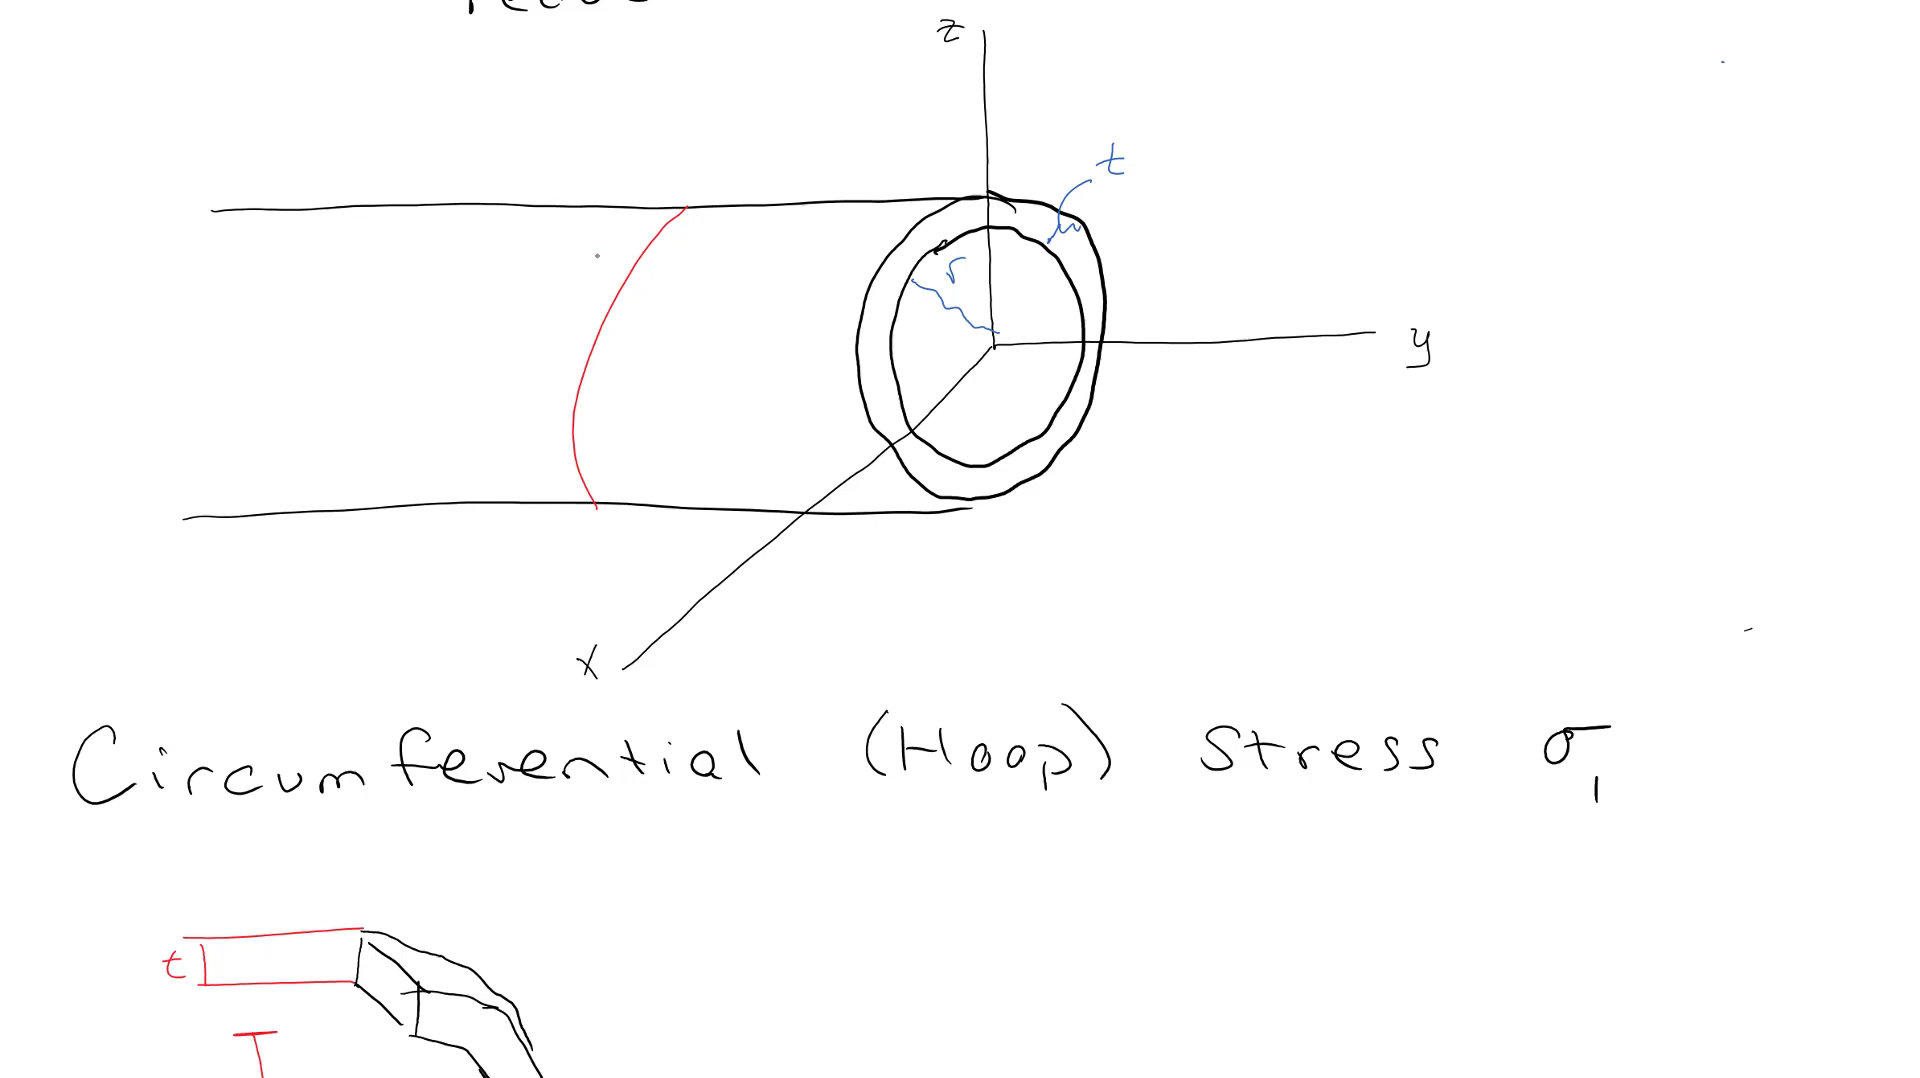 z
t
r
y
x
Circumferential (Hoop) Stress σ₁
t